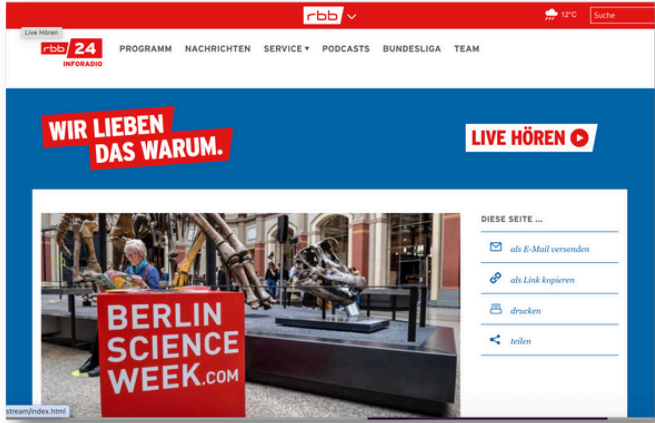 rbb
12°C
Suche
Live Hören
rbb 24
INFORADIO
PROGRAMM NACHRICHTEN SERVICE PODCASTS BUNDESLIGA TEAM
WIR LIEBEN
DAS WARUM.
LIVE HÖREN
DIESE SEITE ...
als E-Mail versenden
als Link kopieren
drucken
teilen
BERLIN
SCIENCE
WEEK.COM
stream/index.html